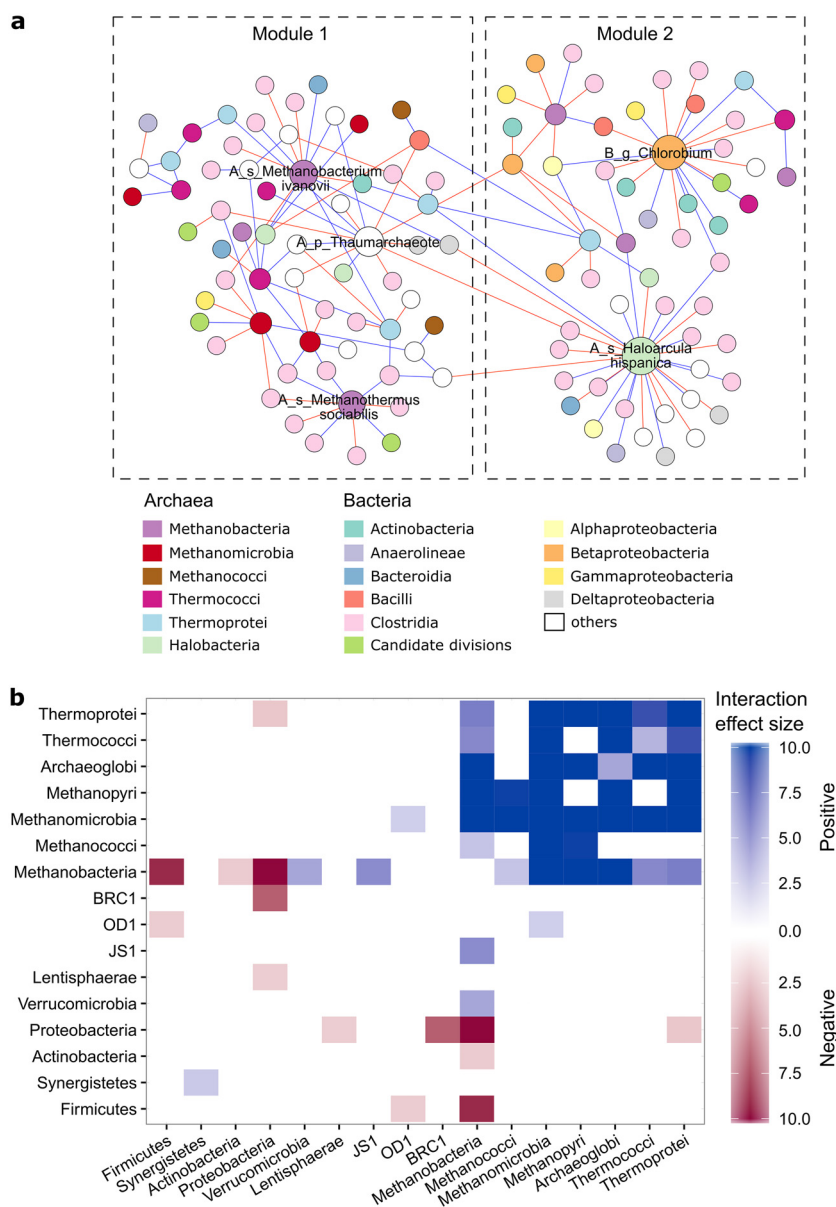 a
Module 1
Module 2
A_s_Methanobacterium
ivanovii
B_g_Chlorobium
A_p_Thaumarchaeote
A_s_Haloarcula
hispanica
A_s_Methanothermus
sociabilis
Archaea
Bacteria
Methanobacteria
Actinobacteria
Alphaproteobacteria
Methanomicrobia
Anaerolineae
Betaproteobacteria
Methanococci
Bacteroidia
Gammaproteobacteria
Thermococci
Bacilli
Deltaproteobacteria
Thermoprotei
Clostridia
others
Halobacteria
Candidate divisions
b
Interaction
effect size
Thermoprotei
Thermococci
Archaeoglobi
Methanopyri
Methanomicrobia
Methanococci
Methanobacteria
BRC1
OD1
JS1
Lentisphaerae
Verrucomicrobia
Proteobacteria
Actinobacteria
Synergistetes
Firmicutes
10.0
7.5
5.0
2.5
0.0
2.5
5.0
7.5
10.0
Positive
Negative
Firmicutes
Synergistetes
Actinobacteria
Proteobacteria
Verrucomicrobia
Lentisphaerae
JS1
OD1
BRC1
Methanobacteria
Methanococci
Methanomicrobia
Methanopyri
Archaeoglobi
Thermococci
Thermoprotei